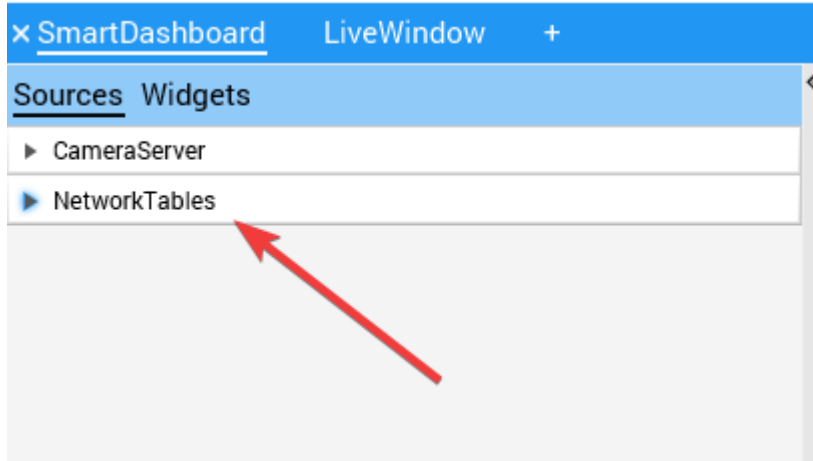 SmartDashboard LiveWindow +
Sources Widgets
CameraServer
NetworkTables